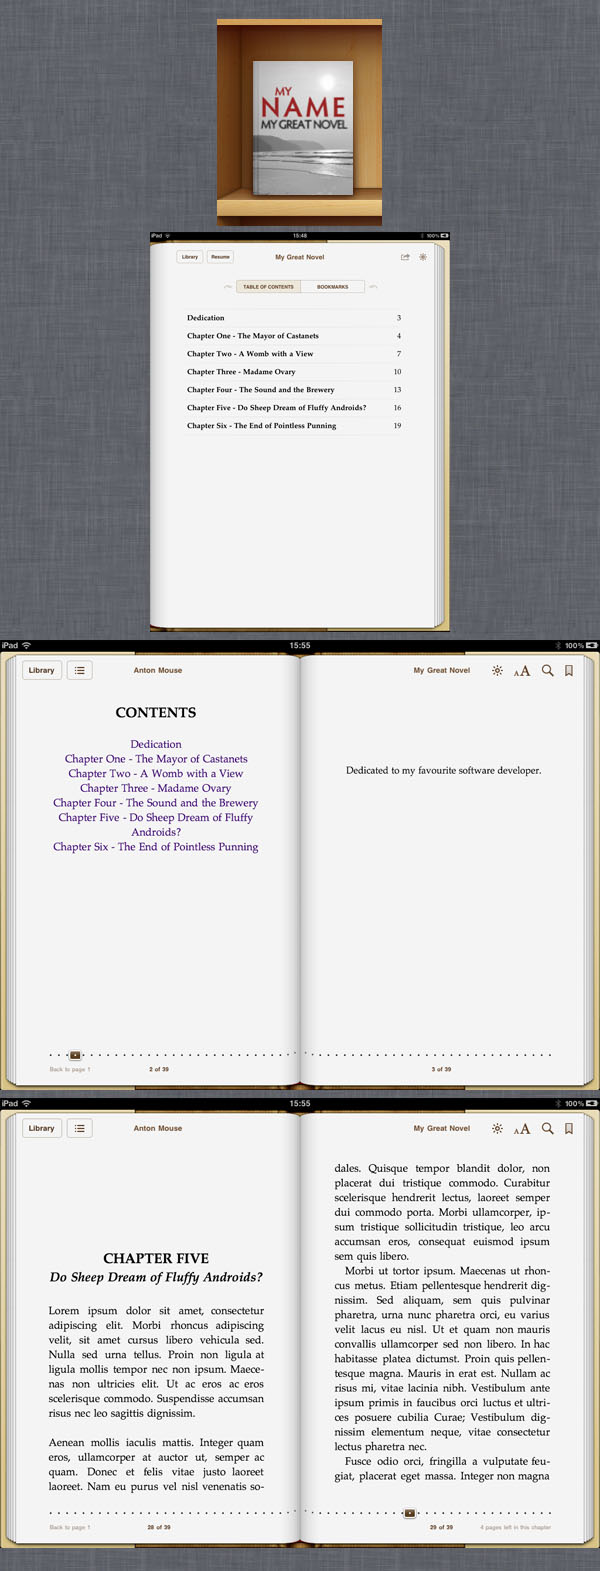 MY
NAME
MY GREAT NOVEL
iPad 15:48 100%
Library Resume My Great Novel
TABLE OF CONTENTS BOOKMARKS
Dedication 3
Chapter One - The Mayor of Castanets 4
Chapter Two - A Womb with a View 7
Chapter Three - Madame Ovary 10
Chapter Four - The Sound and the Brewery 13
Chapter Five - Do Sheep Dream of Fluffy Androids? 16
Chapter Six - The End of Pointless Punning 19
iPad 15:55 100%
Library Anton Mouse My Great Novel AA
CONTENTS
Dedication
Chapter One - The Mayor of Castanets
Chapter Two - A Womb with a View
Chapter Three - Madame Ovary
Chapter Four - The Sound and the Brewery
Chapter Five - Do Sheep Dream of Fluffy
Androids?
Chapter Six - The End of Pointless Punning
Back to page 1 2 of 39
Dedicated to my favourite software developer.
3 of 39
iPad 15:55 100%
Library Anton Mouse My Great Novel AA
CHAPTER FIVE
Do Sheep Dream of Fluffy Androids?
Lorem ipsum dolor sit amet, consectetur
adipiscing elit. Morbi rhoncus adipiscing
velit, sit amet cursus libero vehicula sed.
Nulla sed urna tellus. Proin non ligula at
ligula mollis tempor nec non ipsum. Maece-
nas non ultricies elit. Ut ac eros ac eros
scelerisque commodo. Suspendisse accumsan
risus nec leo sagittis dignissim.
Aenean mollis iaculis mattis. Integer quam
eros, ullamcorper at auctor ut, semper ac
quam. Donec et felis vitae justo laoreet
laoreet. Nam eu purus vel nisl venenatis so-
Back to page 1 28 of 39
dales. Quisque tempor blandit dolor, non
placerat dui tristique commodo. Curabitur
scelerisque hendrerit lectus, laoreet semper
dui commodo porta. Morbi ullamcorper, ip-
sum tristique sollicitudin tristique, leo arcu
accumsan eros, consequat euismod ipsum
sem quis libero.
Morbi ut tortor ipsum. Maecenas ut rhon-
cus metus. Etiam pellentesque hendrerit dig-
nissim. Sed aliquam, sem quis pulvinar
pharetra, urna nunc pharetra orci, eu varius
velit lacus eu nisl. Ut et quam non mauris
convallis ullamcorper sed non libero. In hac
habitasse platea dictumst. Proin quis pellen-
tesque magna. Mauris in erat est. Nullam ac
risus mi, vitae lacinia nibh. Vestibulum ante
ipsum primis in faucibus orci luctus et ultri-
ces posuere cubilia Curae; Vestibulum dig-
nissim elementum neque, vitae consectetur
lectus pharetra nec.
Fusce odio orci, fringilla a vulputate feu-
giat, placerat eget massa. Integer non magna
29 of 39 4 pages left in this chapter